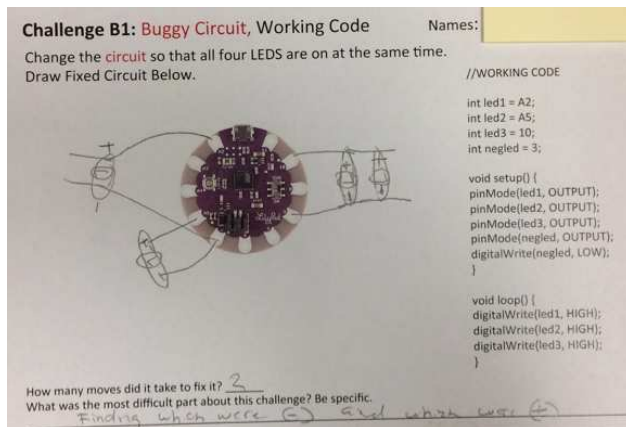 Challenge B1: Buggy Circuit, Working Code
Names:
Change the circuit so that all four LEDS are on at the same time.
Draw Fixed Circuit Below.
//WORKING CODE
int led1 = A2;
int led2 = A5;
int led3 = 10;
int negled = 3;
void setup() {
pinMode(led1, OUTPUT);
pinMode(led2, OUTPUT);
pinMode(led3, OUTPUT);
pinMode(negled, OUTPUT);
digitalWrite(negled, LOW);
}
void loop() {
digitalWrite(led1, HIGH);
digitalWrite(led2, HIGH);
digitalWrite(led3, HIGH);
}
How many moves did it take to fix it? 2
What was the most difficult part about this challenge? Be specific.
Finding which were (-) and which were (+)